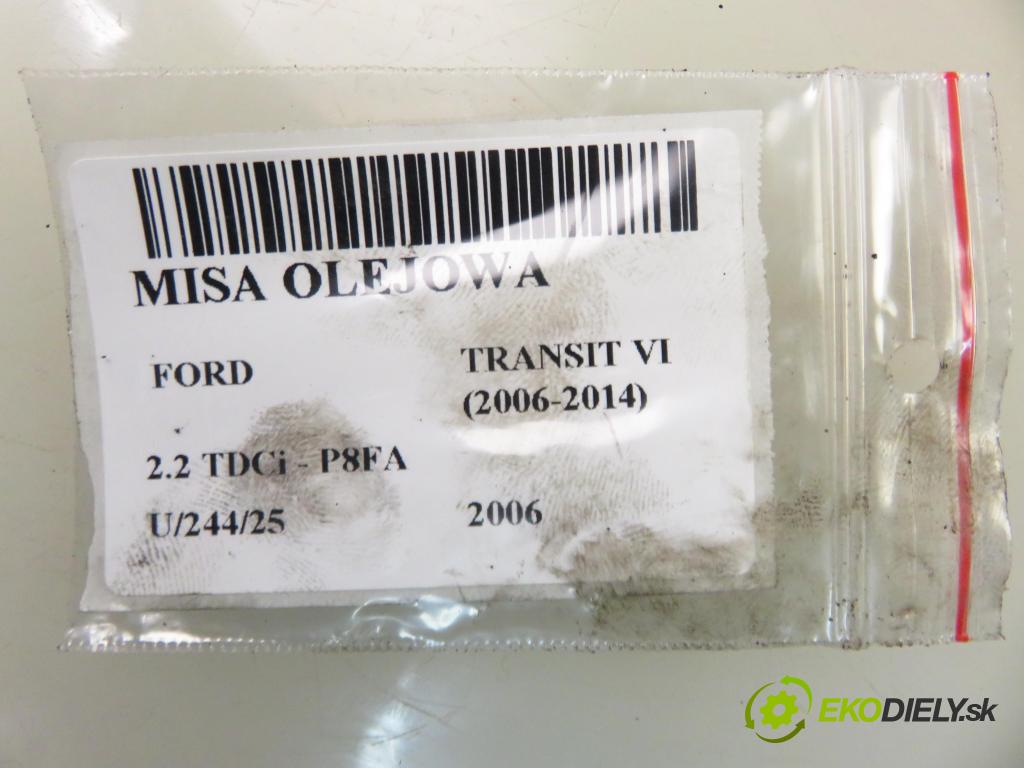 MISA OLEJOWA
FORD
TRANSIT VI
(2006-2014)
2.2 TDCi - P8FA
U/244/25
2006
EKODIELY.sk